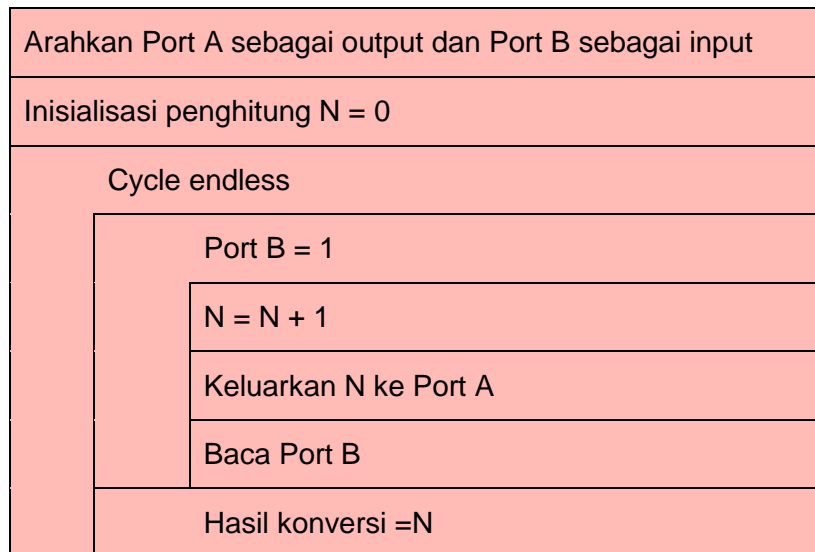 Arahkan Port A sebagai output dan Port B sebagai input
Inisialisasi penghitung N = 0
Cycle endless
Port B = 1
N = N + 1
Keluarkan N ke Port A
Baca Port B
Hasil konversi =N